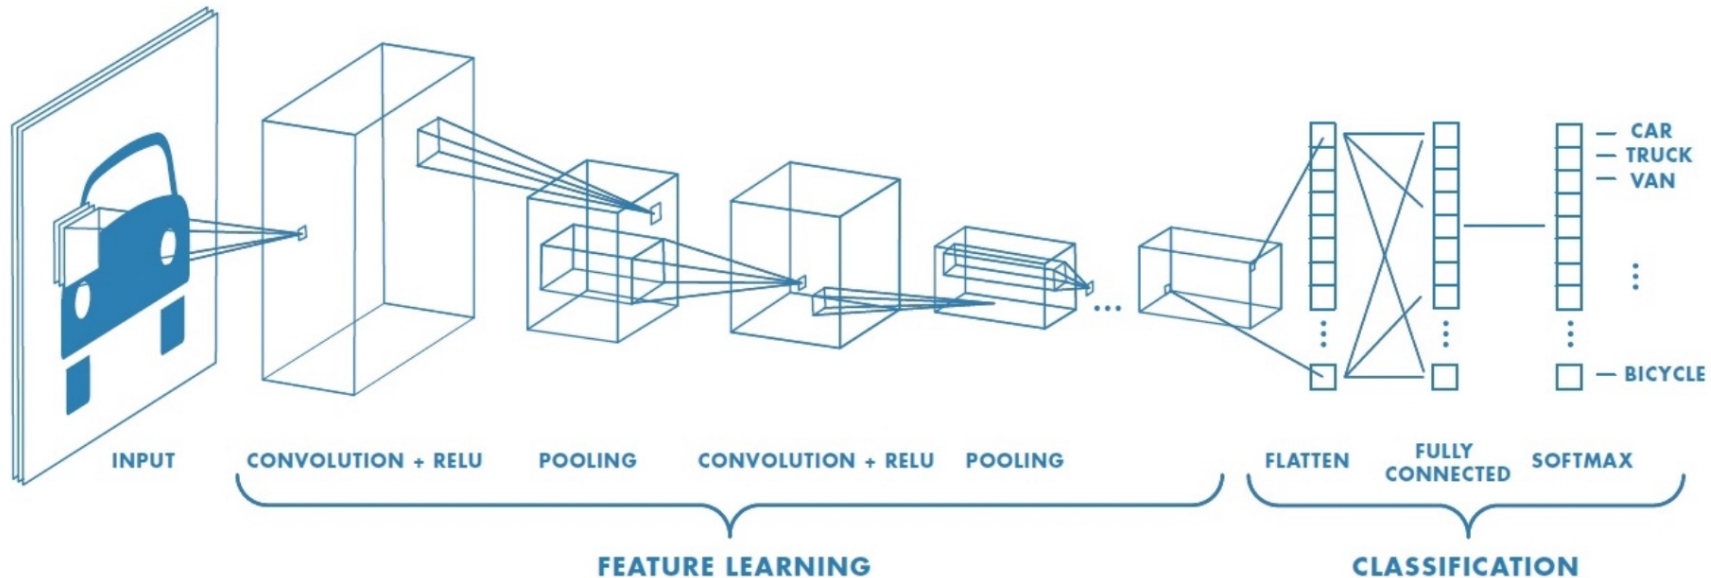 CAR
TRUCK
VAN
BICYCLE
INPUT
CONVOLUTION + RELU
POOLING
CONVOLUTION + RELU
POOLING
FLATTEN
FULLY
CONNECTED
SOFTMAX
FEATURE LEARNING
CLASSIFICATION